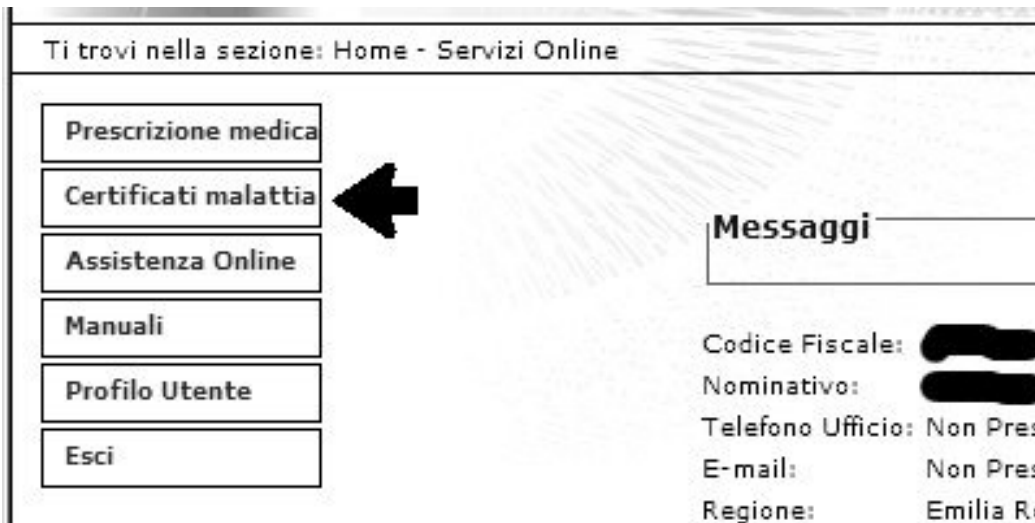 Ti trovi nella sezione: Home - Servizi Online
Prescrizione medica
Certificati malattia
Assistenza Online
Manuali
Profilo Utente
Esci
Messaggi
Codice Fiscale:
Nominativo:
Telefono Ufficio: Non Pres
E-mail: Non Pres
Regione: Emilia R